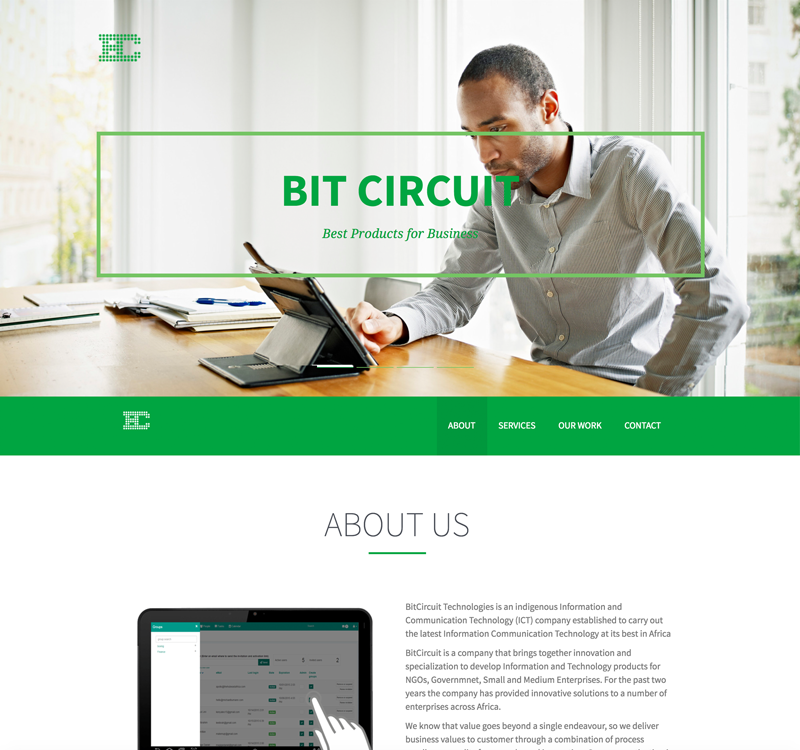 BC
BIT CIRCUIT
Best Products for Business
BC
ABOUT
SERVICES
OUR WORK
CONTACT
ABOUT US
BitCircuit Technologies is an indigenous Information and
Communication Technology (ICT) company established to carry out
the latest Information Communication Technology at its best in Africa
BitCircuit is a company that brings together innovation and
specialization to develop Information and Technology products for
NGOs, Governmnet, Small and Medium Enterprises. For the past two
years the company has provided innovative solutions to a number of
enterprises across Africa.
We know that value goes beyond a single endeavour, so we deliver
business values to customer through a combination of process